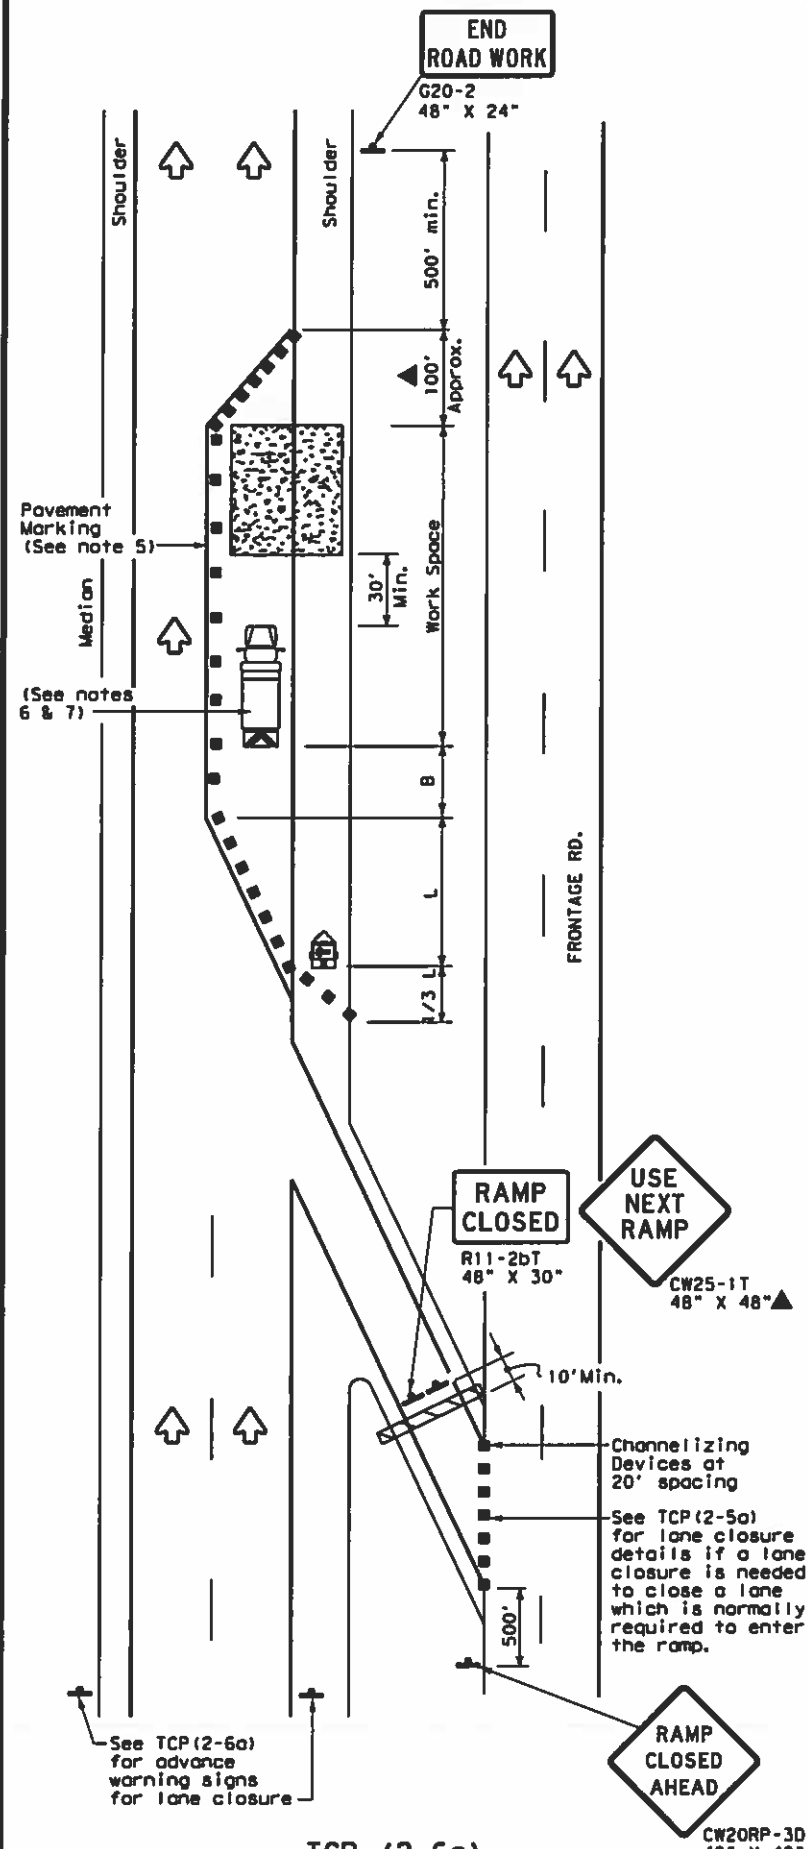 END
ROAD WORK
G20-2
48" X 24"
Shoulder
Shoulder
500' min.
100'
Approx.
Pavement
Marking
(See note 5)
Median
30'
Min.
Work Space
(See notes
6 & 7)
B
L
1/3 L
FRONTAGE RD.
RAMP
CLOSED
R11-2bT
48" X 30"
USE
NEXT
RAMP
CW25-1T
48" X 48"
10'Min.
Channelizing
Devices at
20' spacing
See TCP(2-5a)
for lane closure
details if a lane
closure is needed
to close a lane
which is normally
required to enter
the ramp.
500'
See TCP(2-6a)
for advance
warning signs
for lane closure
RAMP
CLOSED
AHEAD
CW20RP-3D